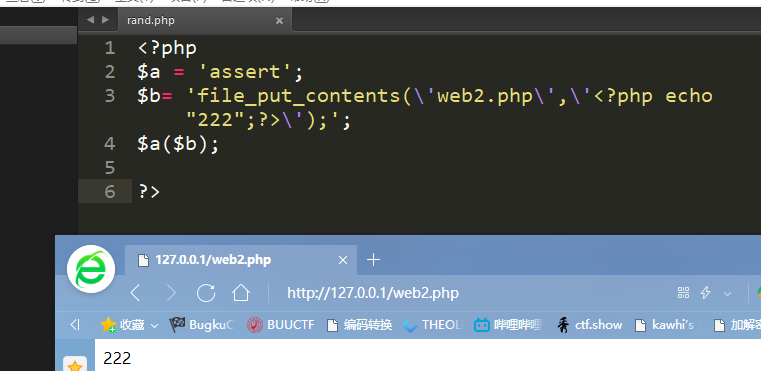 rand.php
1 <?php
2 $a = 'assert';
3 $b= 'file_put_contents(\'web2.php\',\'<?php echo
"222";?>\');';
4 $a($b);
5
6 ?>
127.0.0.1/web2.php
http://127.0.0.1/web2.php
收藏 BugkuC BUUCTF 编码转换 THEOL 哔哩哔哩 ctf.show kawhi's 加解密
222